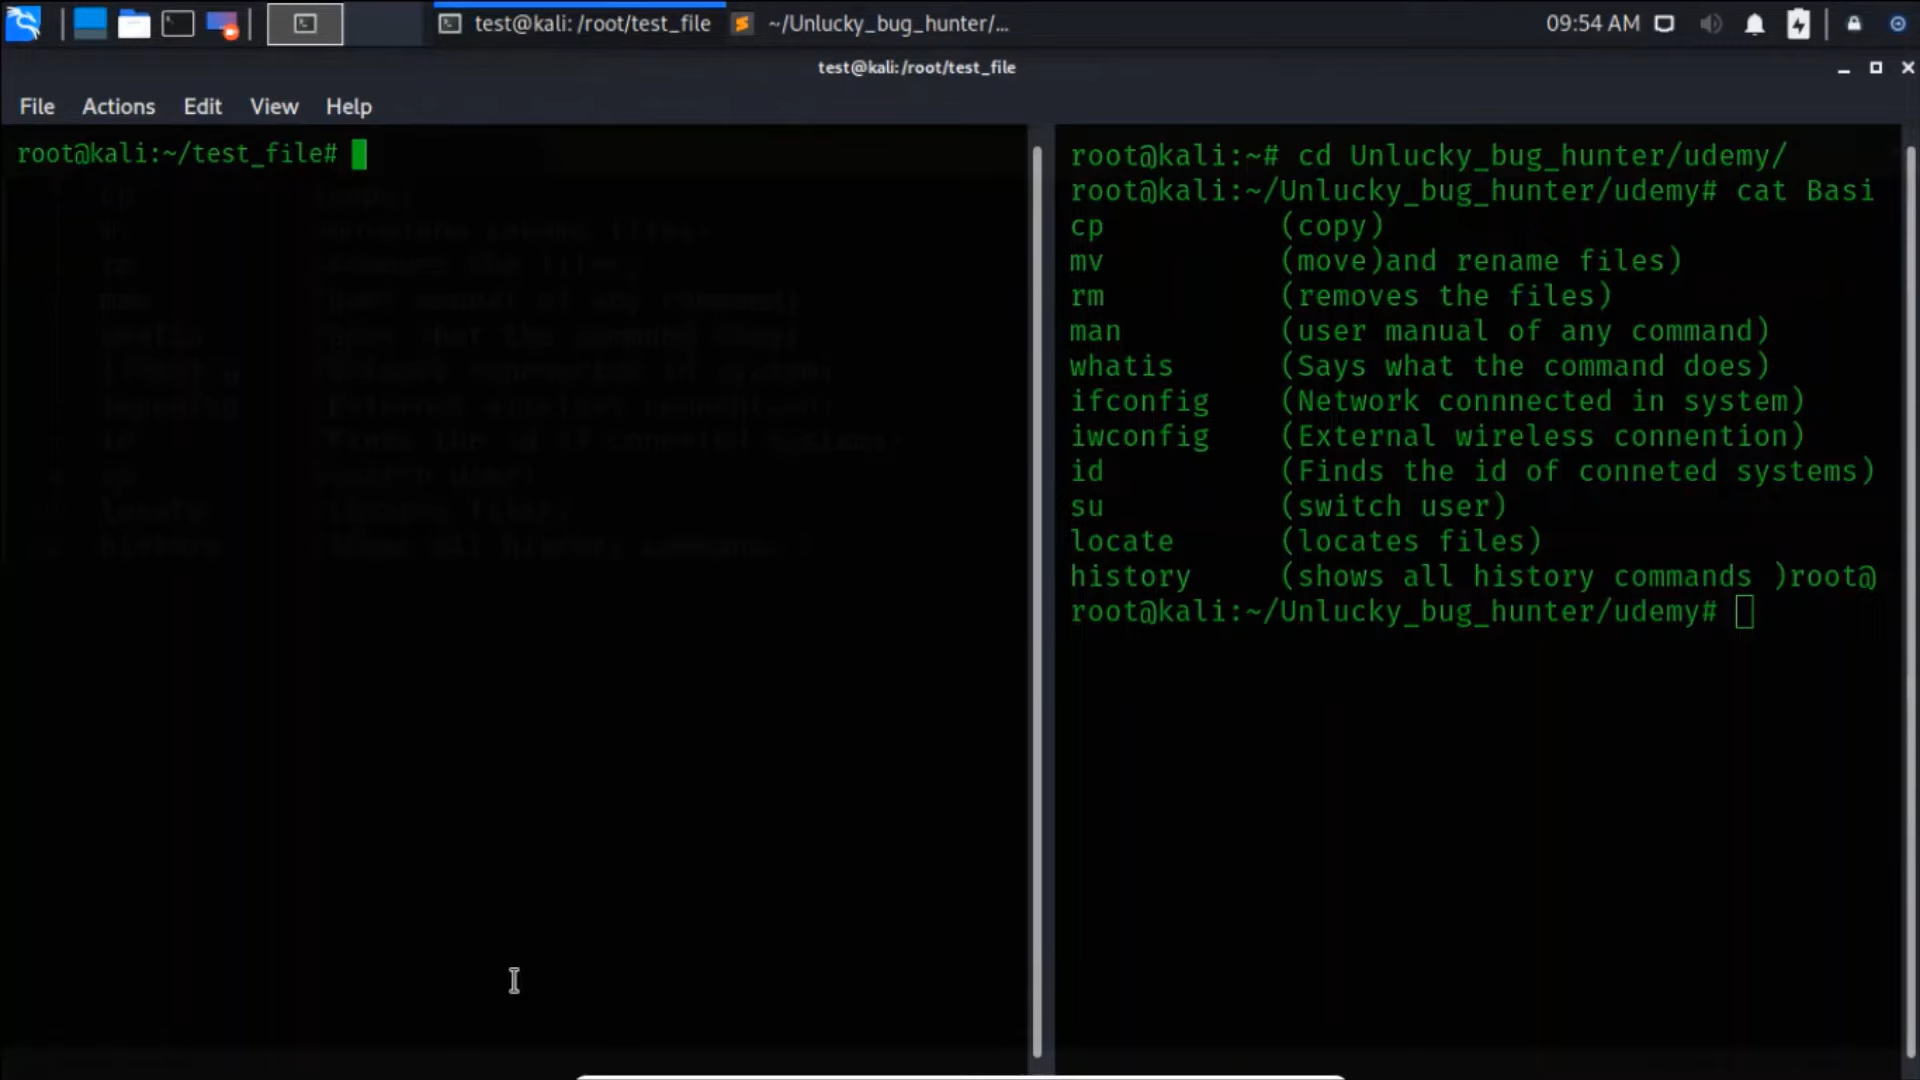 test@kali: /root/test_file
~/Unlucky_bug_hunter/...
09:54 AM
test@kali:/root/test_file
File Actions Edit View Help
root@kali:~/test_file#
root@kali:~# cd Unlucky_bug_hunter/udemy/
root@kali:~/Unlucky_bug_hunter/udemy# cat Basi
cp (copy)
mv (move)and rename files)
rm (removes the files)
man (user manual of any command)
whatis (Says what the command does)
ifconfig (Network connnected in system)
iwconfig (External wireless connention)
id (Finds the id of conneted systems)
su (switch user)
locate (locates files)
history (shows all history commands )root@
root@kali:~/Unlucky_bug_hunter/udemy#